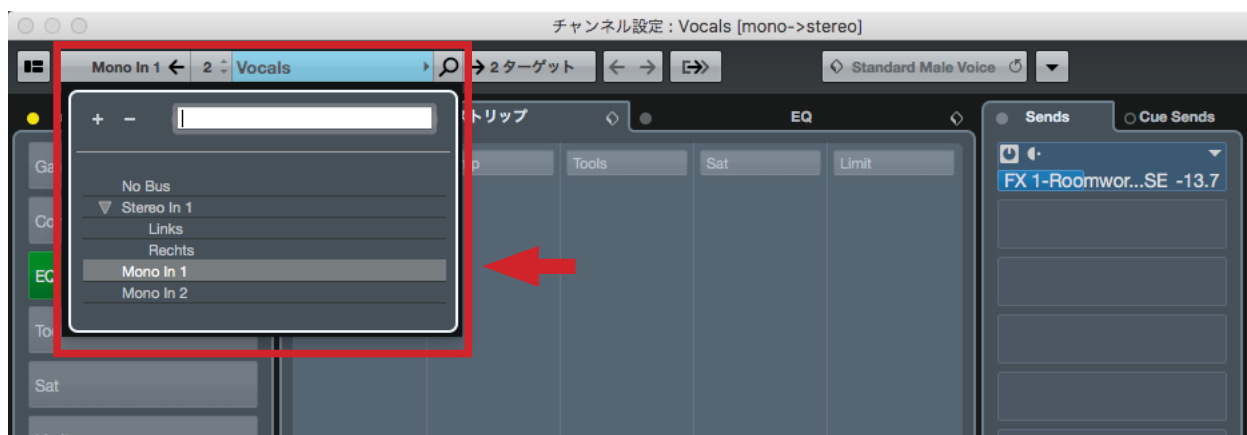 チャンネル設定 : Vocals [mono->stereo]
Mono In 1 2 Vocals 2 ターゲット Standard Male Voice
トリップ EQ Sends Cue Sends
Tools Sat Limit
FX 1-Roomwor...SE -13.7
No Bus
Stereo In 1
Links
Rechts
Mono In 1
Mono In 2
EQ
Sat